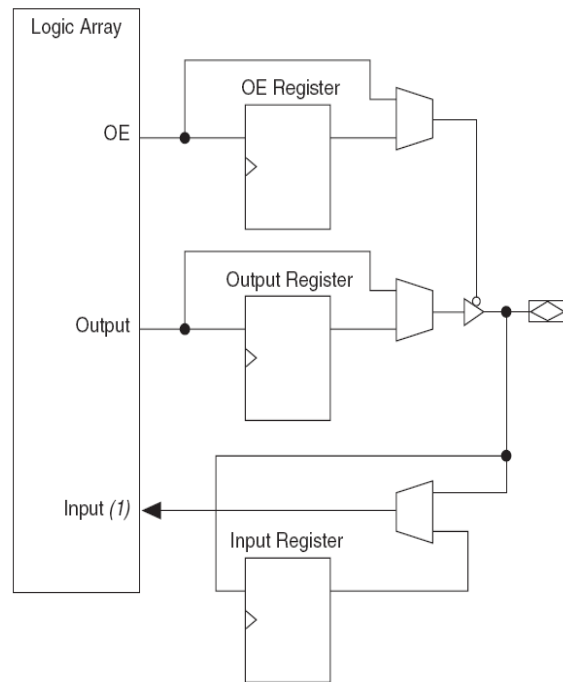 Logic Array
OE Register
OE
Output Register
Output
Input (1)
Input Register